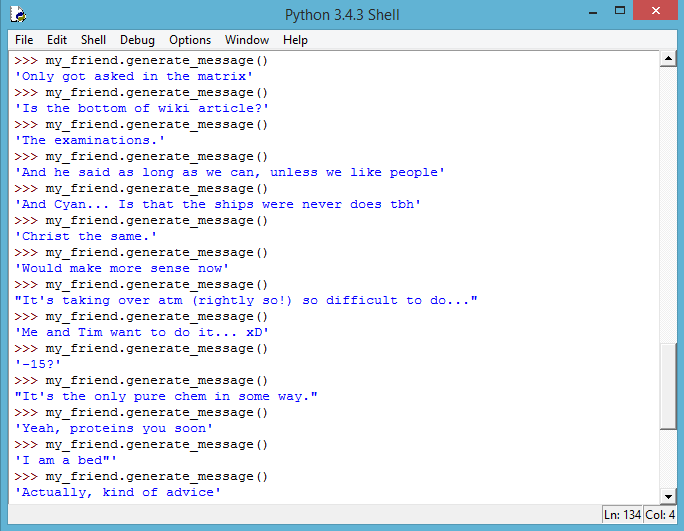 Python 3.4.3 Shell
File Edit Shell Debug Options Window Help
>>> my_friend.generate_message()
'Only got asked in the matrix'
>>> my_friend.generate_message()
'Is the bottom of wiki article?'
>>> my_friend.generate_message()
'The examinations.'
>>> my_friend.generate_message()
'And he said as long as we can, unless we like people'
>>> my_friend.generate_message()
'And Cyan... Is that the ships were never does tbh'
>>> my_friend.generate_message()
'Christ the same.'
>>> my_friend.generate_message()
'Would make more sense now'
>>> my_friend.generate_message()
"It's taking over atm (rightly so!) so difficult to do..."
>>> my_friend.generate_message()
'Me and Tim want to do it... xD'
>>> my_friend.generate_message()
'-15?'
>>> my_friend.generate_message()
"It's the only pure chem in some way."
>>> my_friend.generate_message()
'Yeah, proteins you soon'
>>> my_friend.generate_message()
'I am a bed"'
>>> my_friend.generate_message()
'Actually, kind of advice'
Ln: 134 Col: 4